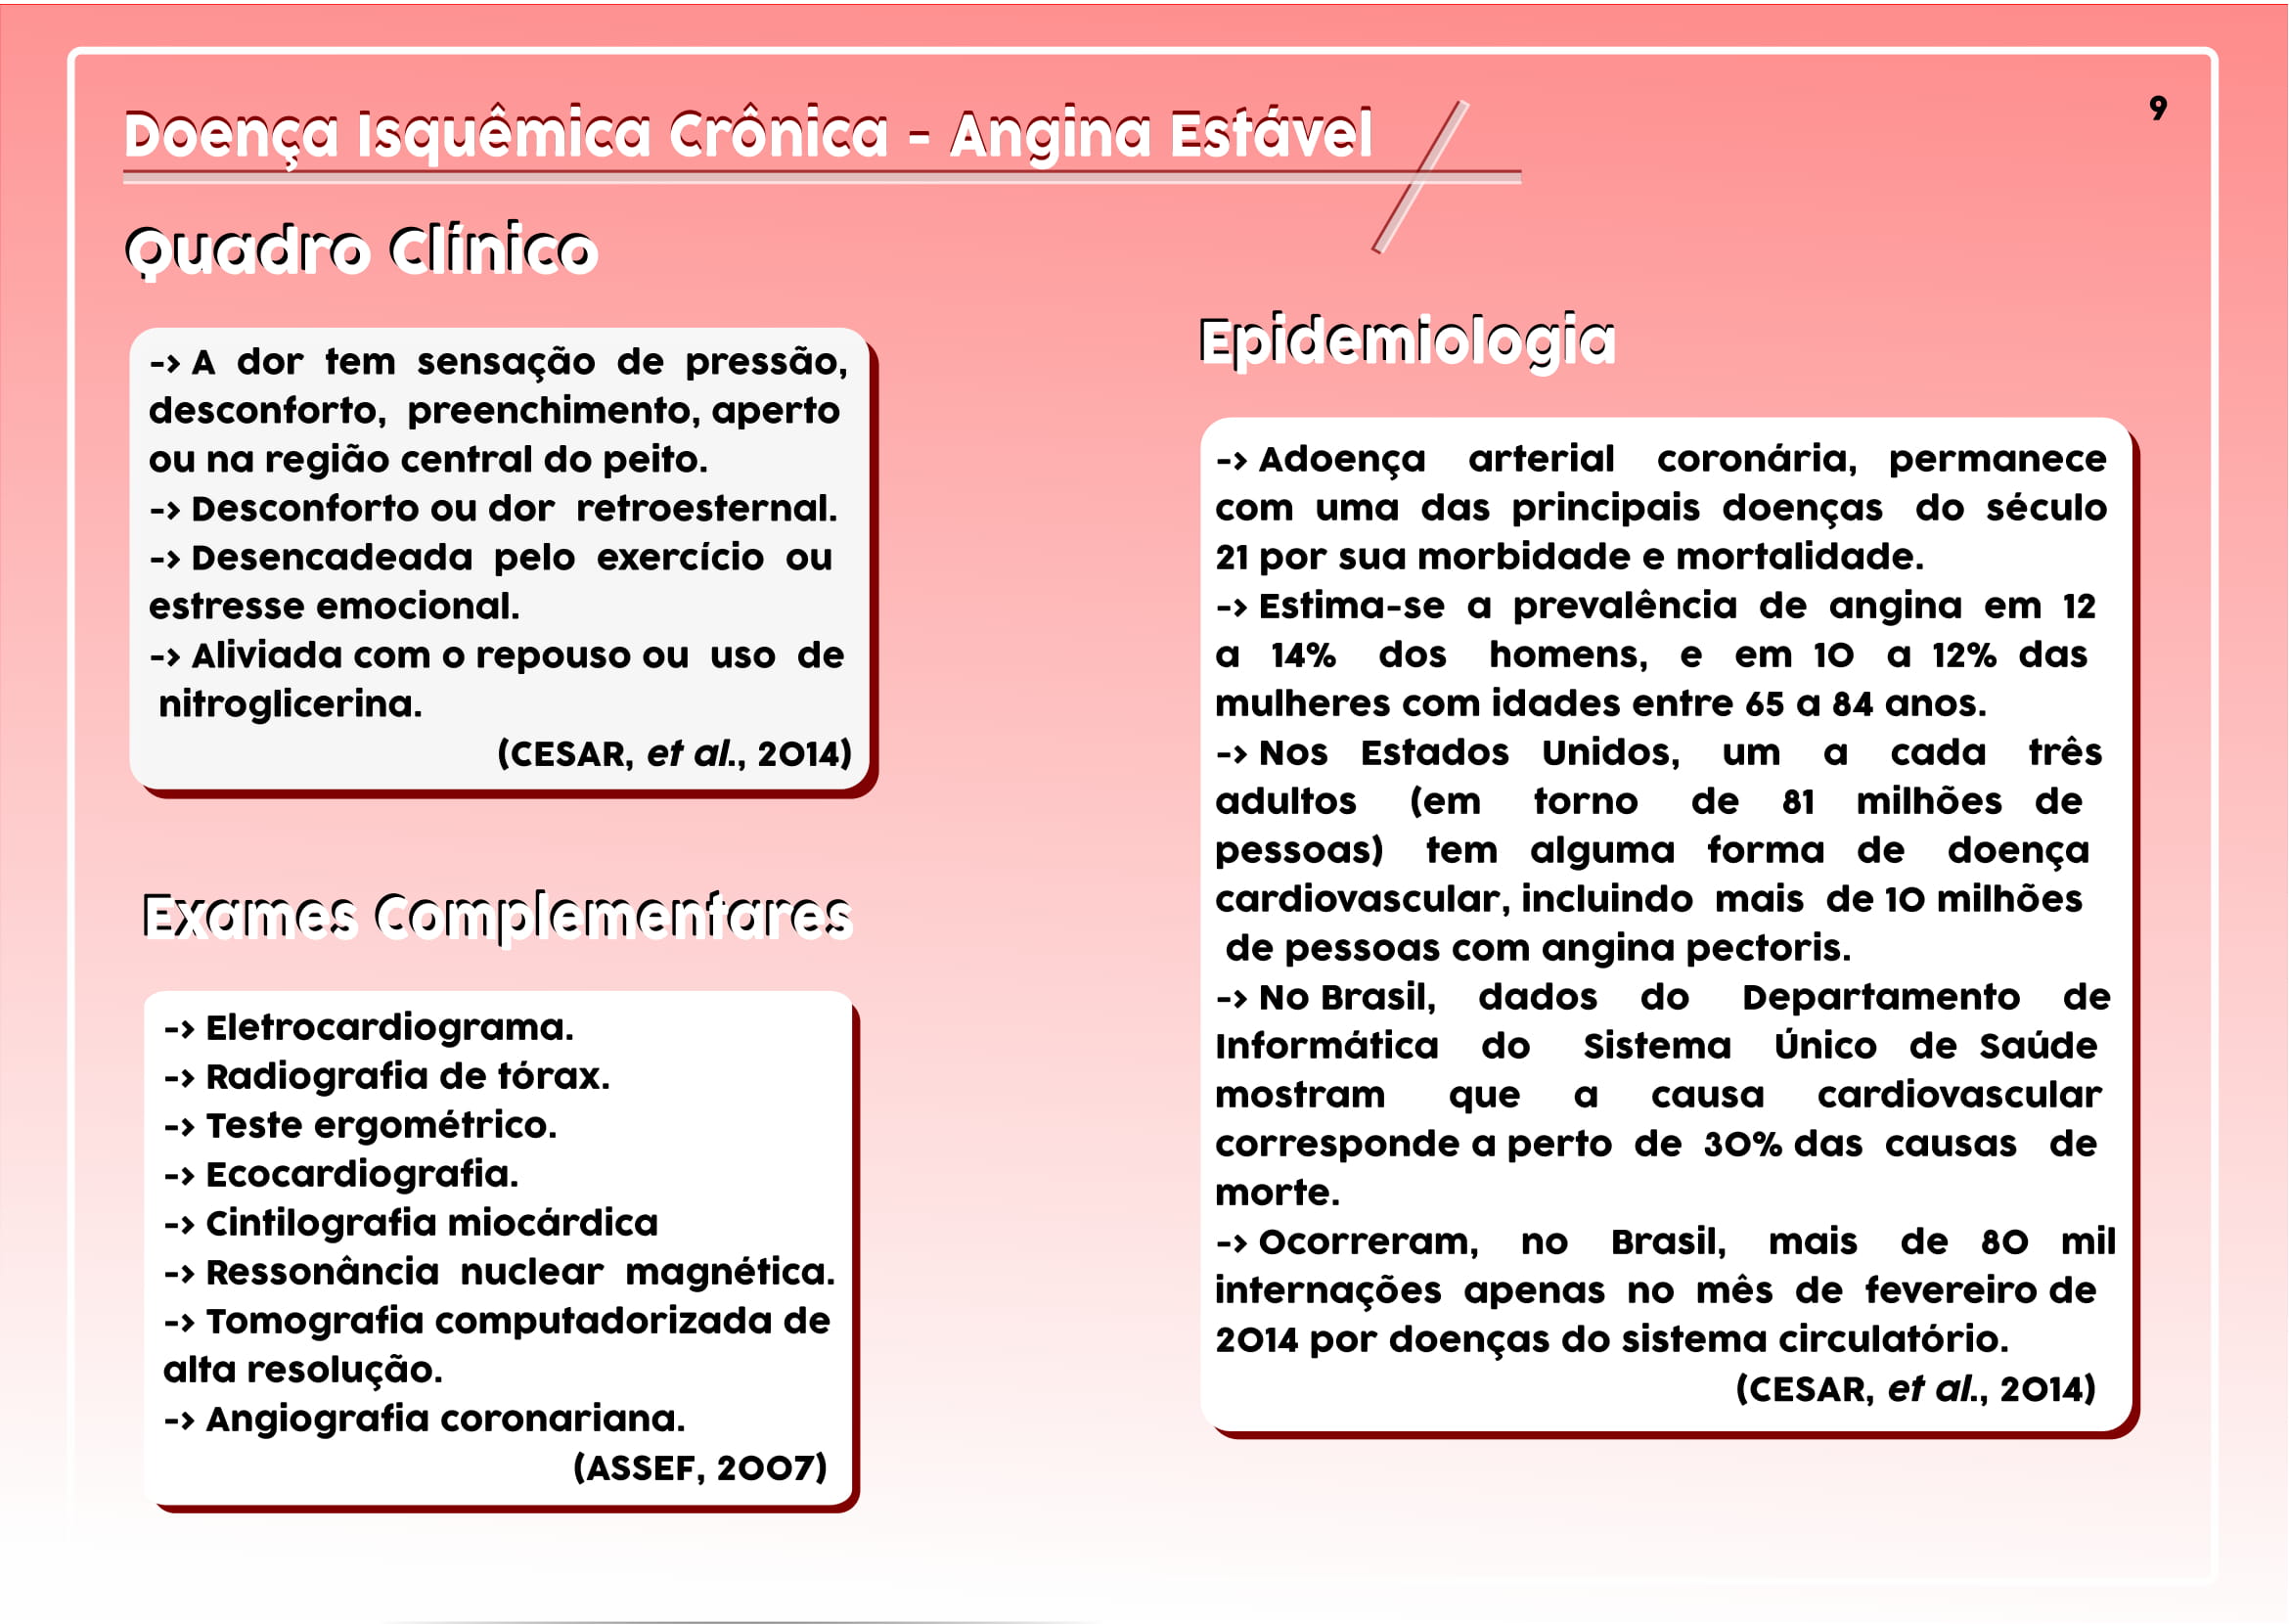 9
Doença Isquêmica Crônica - Angina Estável
Quadro Clínico
-> A dor tem sensação de pressão,
desconforto, preenchimento, aperto
ou na região central do peito.
-> Desconforto ou dor retroesternal.
-> Desencadeada pelo exercício ou
estresse emocional.
-> Aliviada com o repouso ou uso de
nitroglicerina.
(CESAR, et al., 2014)
Exames Complementares
-> Eletrocardiograma.
-> Radiografia de tórax.
-> Teste ergométrico.
-> Ecocardiografia.
-> Cintilografia miocárdica
-> Ressonância nuclear magnética.
-> Tomografia computadorizada de
alta resolução.
-> Angiografia coronariana.
(ASSEF, 2007)
Epidemiologia
-> Adoença arterial coronária, permanece
com uma das principais doenças do século
21 por sua morbidade e mortalidade.
-> Estima-se a prevalência de angina em 12
a 14% dos homens, e em 10 a 12% das
mulheres com idades entre 65 a 84 anos.
-> Nos Estados Unidos, um a cada três
adultos (em torno de 81 milhões de
pessoas) tem alguma forma de doença
cardiovascular, incluindo mais de 10 milhões
de pessoas com angina pectoris.
-> No Brasil, dados do Departamento de
Informática do Sistema Único de Saúde
mostram que a causa cardiovascular
corresponde a perto de 30% das causas de
morte.
-> Ocorreram, no Brasil, mais de 80 mil
internações apenas no mês de fevereiro de
2014 por doenças do sistema circulatório.
(CESAR, et al., 2014)